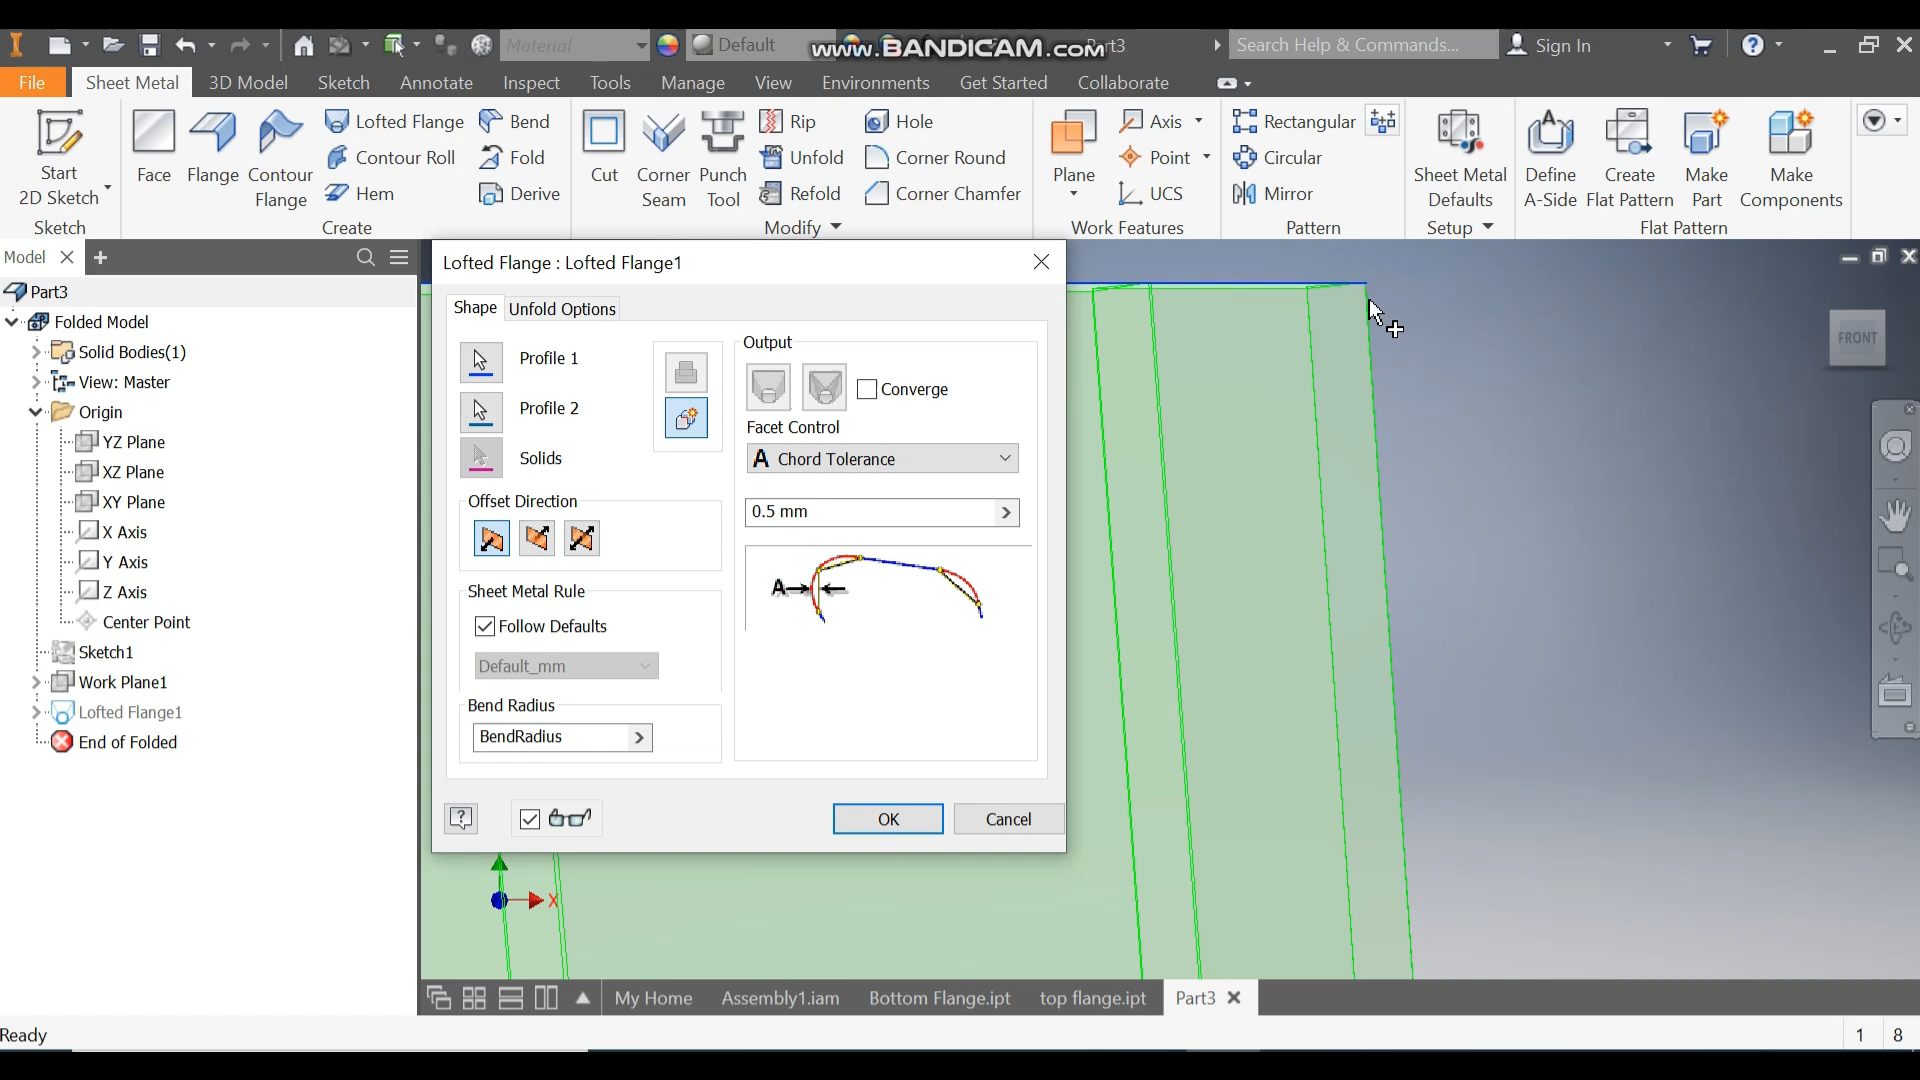 Material
Default
www.BANDICAM.com
Part3
Search Help & Commands...
Sign In
File
Sheet Metal
3D Model
Sketch
Annotate
Inspect
Tools
Manage
View
Environments
Get Started
Collaborate
Start
2D Sketch
Face
Flange
Contour
Flange
Lofted Flange
Contour Roll
Hem
Bend
Fold
Derive
Cut
Corner
Seam
Punch
Tool
Rip
Unfold
Refold
Hole
Corner Round
Corner Chamfer
Plane
Axis
Point
UCS
Rectangular
Circular
Mirror
Sheet Metal
Defaults
Define
A-Side
Create
Flat Pattern
Make
Part
Make
Components
Sketch
Create
Modify
Work Features
Pattern
Setup
Flat Pattern
Model
Part3
Folded Model
Solid Bodies(1)
View: Master
Origin
YZ Plane
XZ Plane
XY Plane
X Axis
Y Axis
Z Axis
Center Point
Sketch1
Work Plane1
Lofted Flange1
End of Folded
Lofted Flange : Lofted Flange1
Shape
Unfold Options
Profile 1
Profile 2
Solids
Offset Direction
Sheet Metal Rule
Follow Defaults
Default_mm
Bend Radius
BendRadius
Output
Converge
Facet Control
A Chord Tolerance
0.5 mm
A
OK
Cancel
FRONT
X
My Home
Assembly1.iam
Bottom Flange.ipt
top flange.ipt
Part3
Ready
1
8